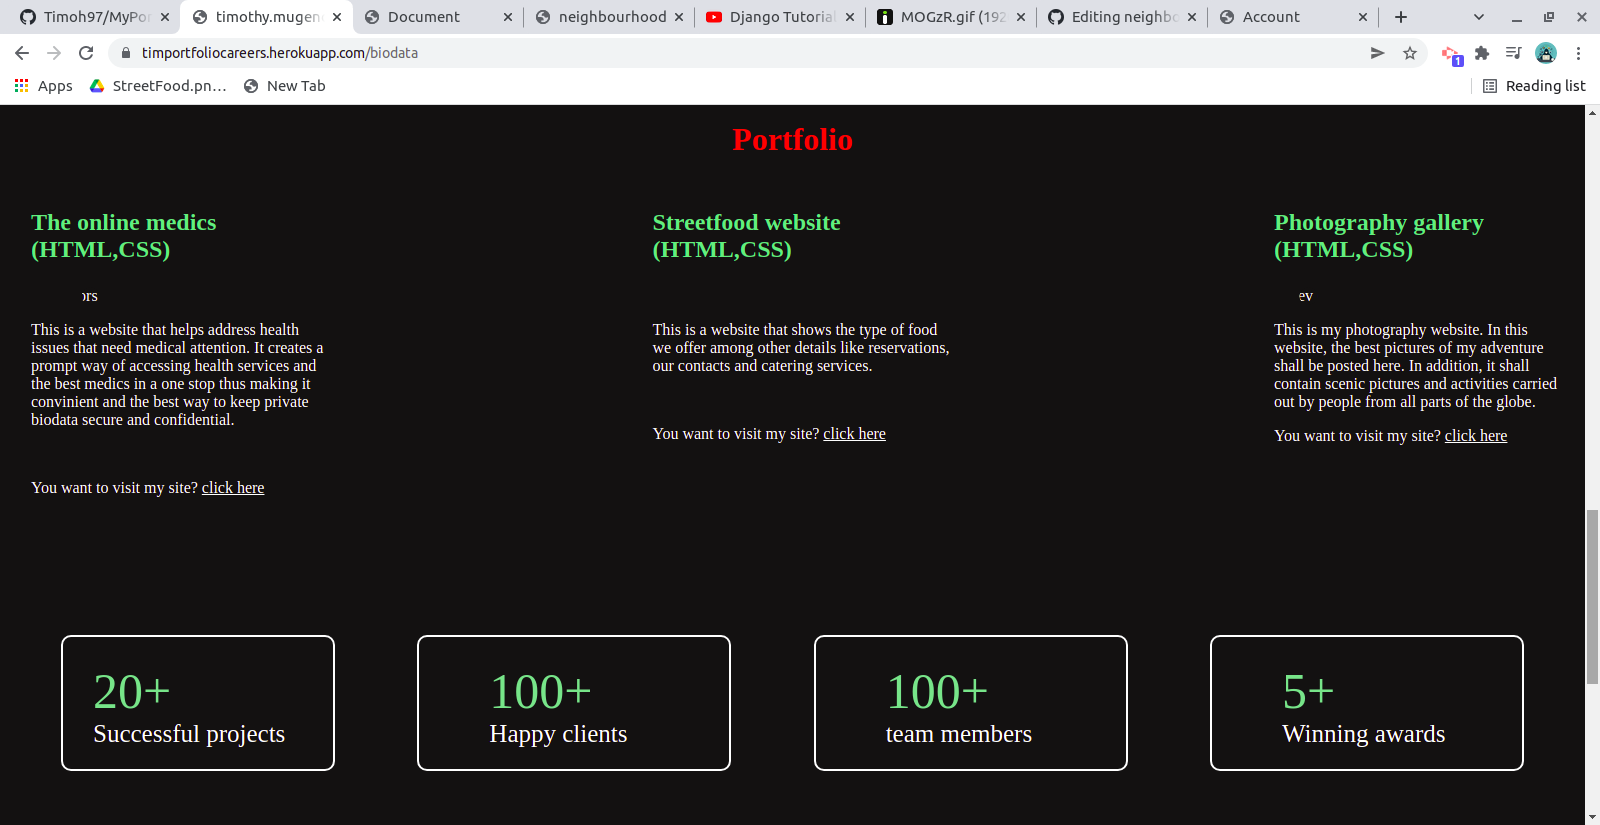 Timoh97/MyPor
timothy.mugen
Document
neighbourhood
Django Tutorial
MOGzR.gif (192
Editing neighbo
Account
timportfoliocareers.herokuapp.com/biodata
1
Apps
StreetFood.pn...
New Tab
Reading list
Portfolio
The online medics
(HTML,CSS)
ors
This is a website that helps address health
issues that need medical attention. It creates a
prompt way of accessing health services and
the best medics in a one stop thus making it
convinient and the best way to keep private
biodata secure and confidential.
You want to visit my site? click here
Streetfood website
(HTML,CSS)
This is a website that shows the type of food
we offer among other details like reservations,
our contacts and catering services.
You want to visit my site? click here
Photography gallery
(HTML,CSS)
ev
This is my photography website. In this
website, the best pictures of my adventure
shall be posted here. In addition, it shall
contain scenic pictures and activities carried
out by people from all parts of the globe.
You want to visit my site? click here
20+
Successful projects
100+
Happy clients
100+
team members
5+
Winning awards